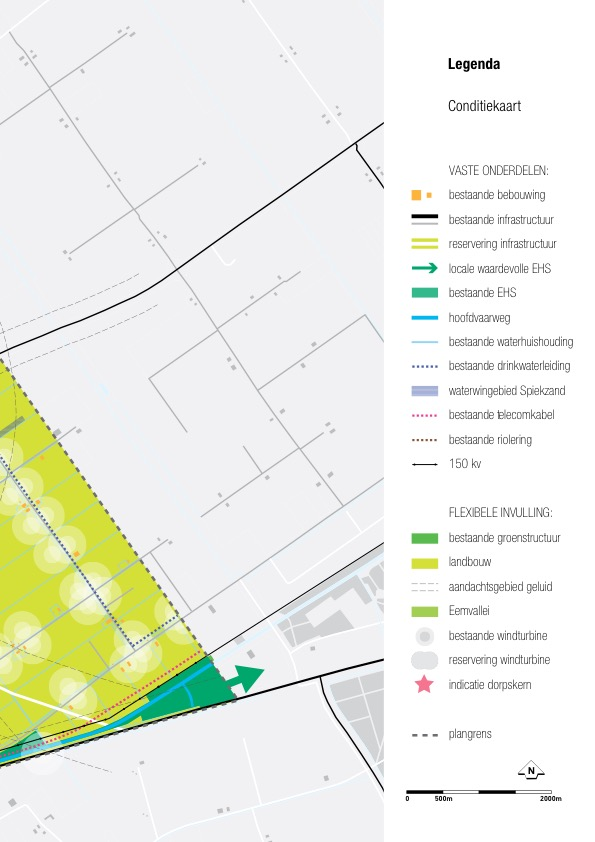 Legenda
Conditiekaart
VASTE ONDERDELEN:
bestaande bebouwing
bestaande infrastructuur
reservering infrastructuur
locale waardevolle EHS
bestaande EHS
hoofdvaarweg
bestaande waterhuishouding
bestaande drinkwaterleiding
waterwingebied Spiekzand
bestaande telecomkabel
bestaande riolering
150 kv
FLEXIBELE INVULLING:
bestaande groenstructuur
landbouw
aandachtsgebied geluid
Eemvallei
bestaande windturbine
reservering windturbine
indicatie dorpskern
plangrens
N
0 500m 2000m